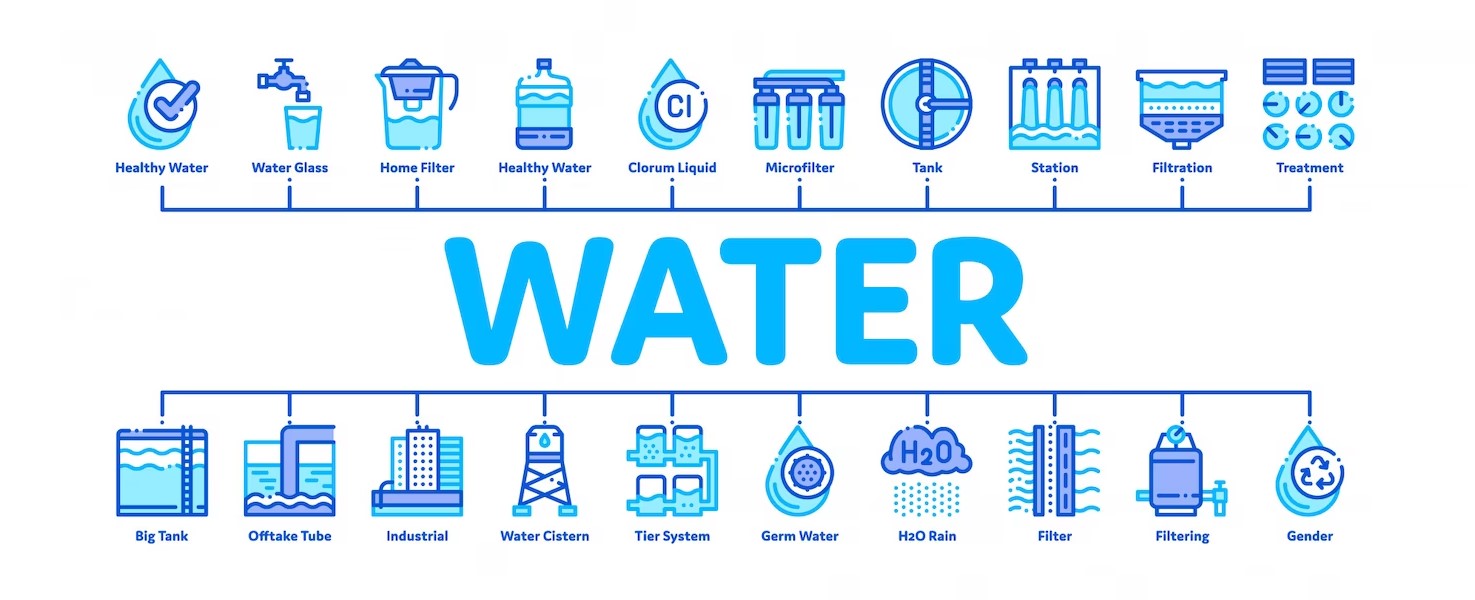 Cl
Healthy Water
Water Glass
Home Filter
Healthy Water
Clorum Liquid
Microfilter
Tank
Station
Filtration
Treatment
WATER
H2O
Big Tank
Offtake Tube
Industrial
Water Cistern
Tier System
Germ Water
H2O Rain
Filter
Filtering
Gender